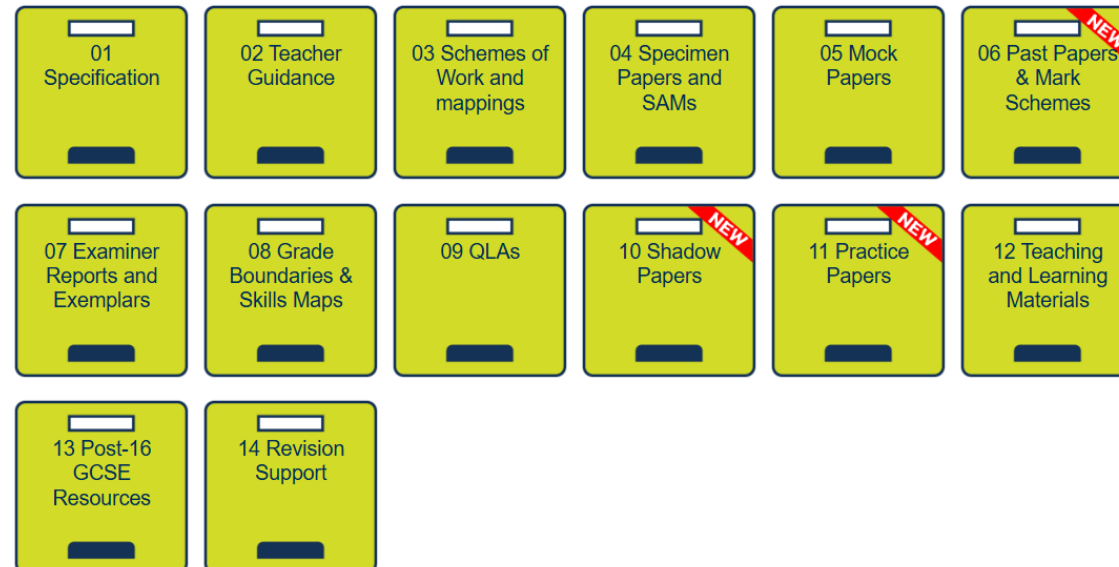 01
Specification
02 Teacher
Guidance
03 Schemes of
Work and
mappings
04 Specimen
Papers and
SAMs
05 Mock
Papers
06 Past Papers
& Mark
Schemes
NEW
07 Examiner
Reports and
Exemplars
08 Grade
Boundaries &
Skills Maps
09 QLAs
10 Shadow
Papers
NEW
11 Practice
Papers
NEW
12 Teaching
and Learning
Materials
13 Post-16
GCSE
Resources
14 Revision
Support